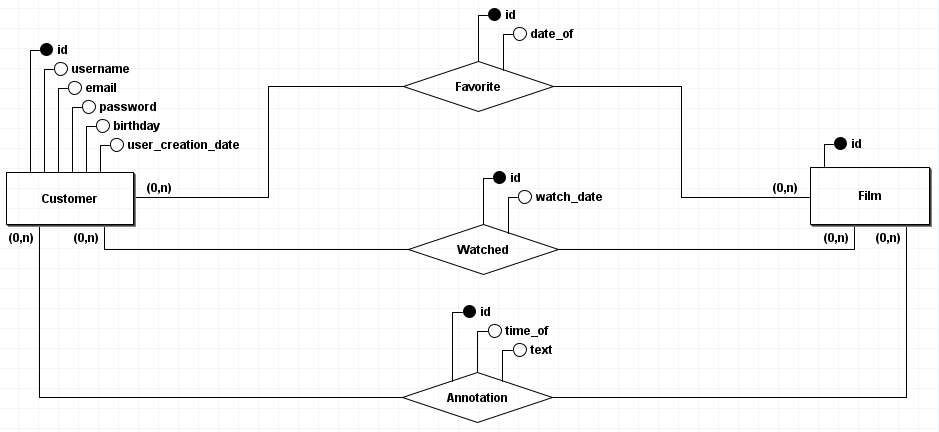 id
date_of
Favorite
id
username
email
password
birthday
user_creation_date
Customer
(0,n)
(0,n)
(0,n)
id
Film
(0,n)
(0,n)
(0,n)
id
watch_date
Watched
id
time_of
text
Annotation